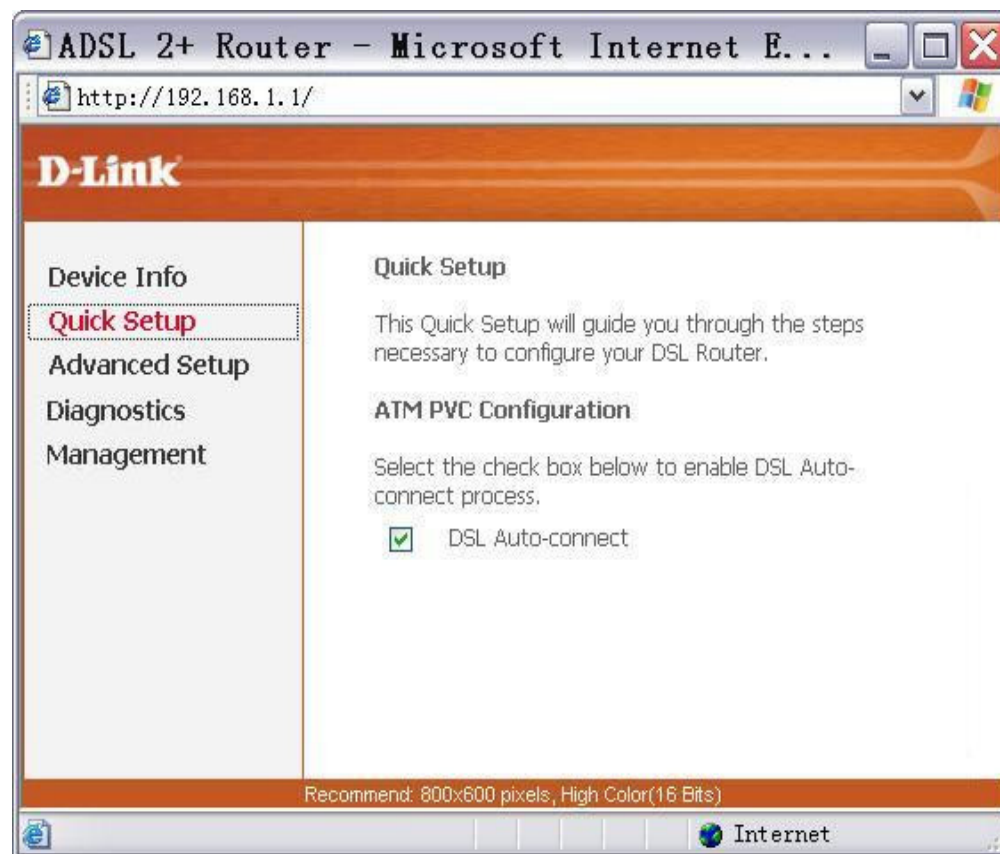 ADSL 2+ Router - Microsoft Internet E...
http://192.168.1.1/
D-Link
Device Info
Quick Setup
Advanced Setup
Diagnostics
Management
Quick Setup
This Quick Setup will guide you through the steps
necessary to configure your DSL Router.
ATM PVC Configuration
Select the check box below to enable DSL Auto-
connect process.
DSL Auto-connect
Recommend: 800x600 pixels, High Color(16 Bits)
Internet